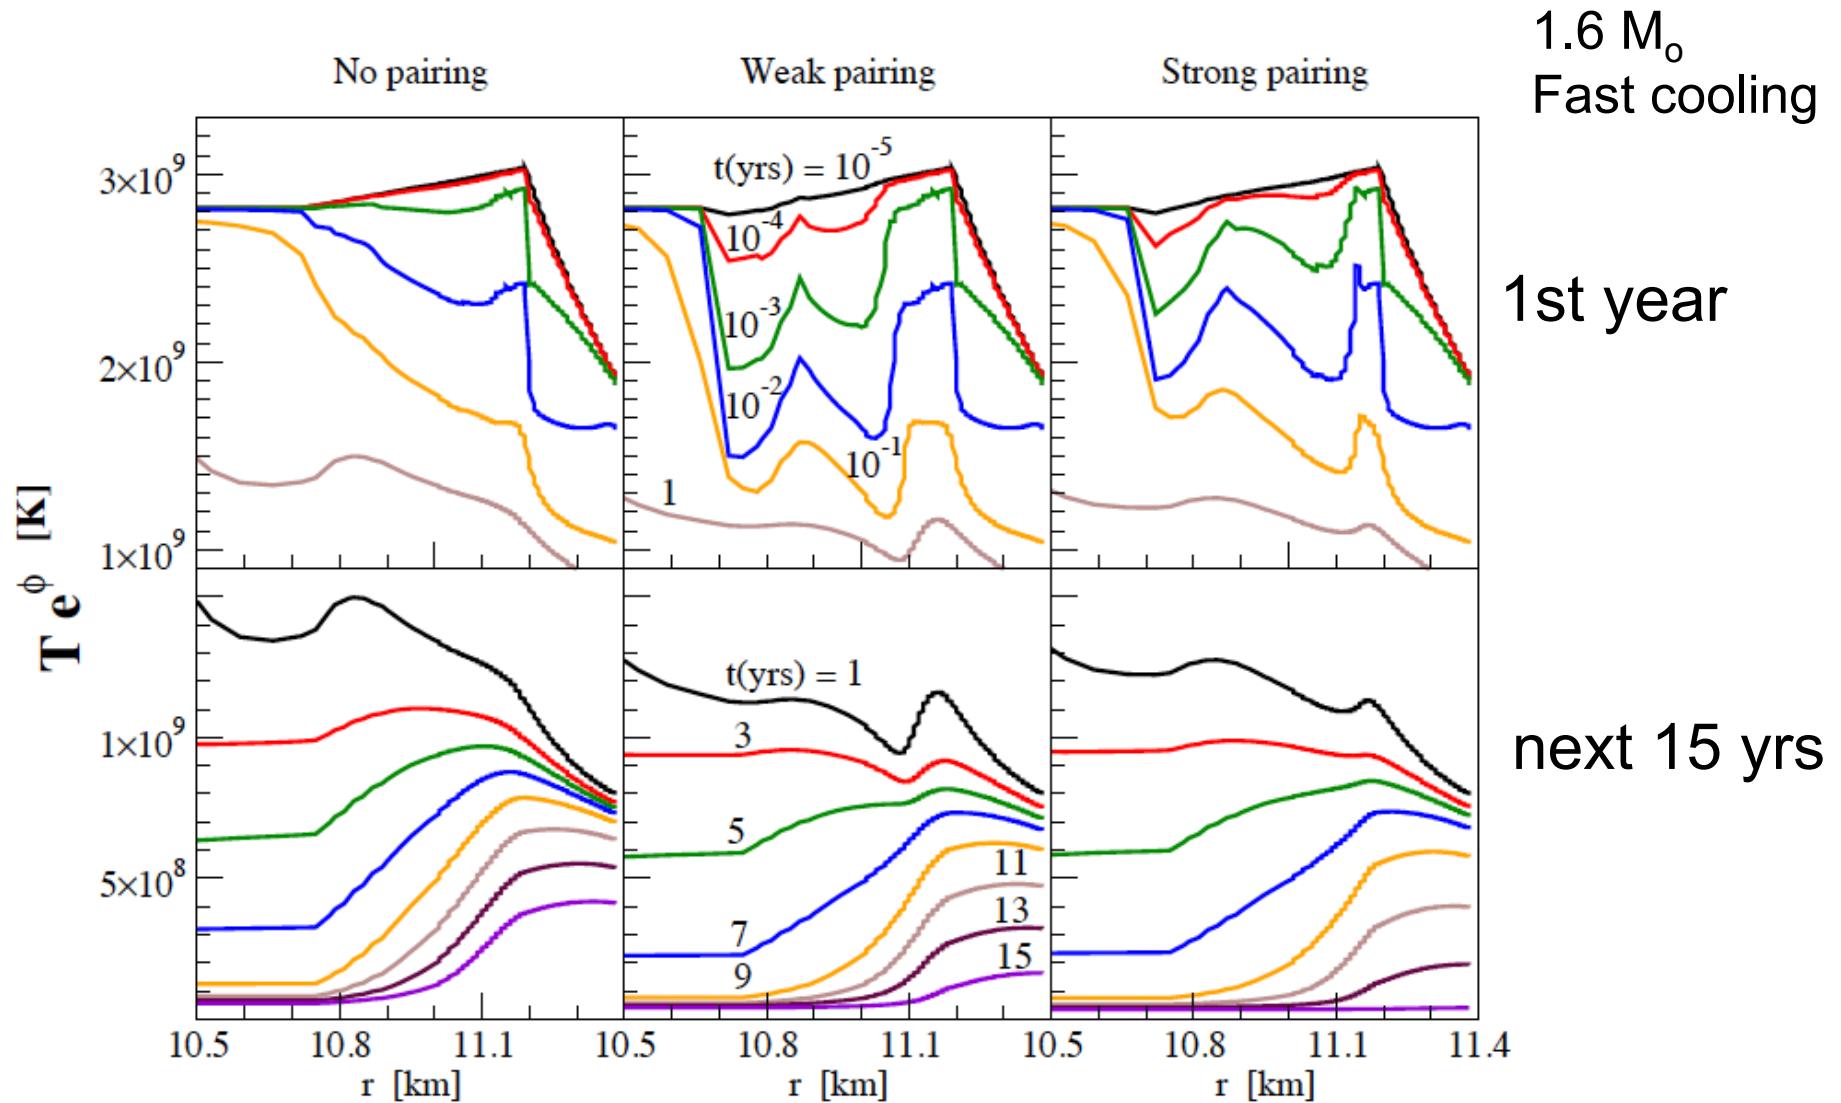 1.6 Mₒ
Fast cooling
No pairing Weak pairing Strong pairing
t(yrs) = 10⁻⁵
10⁻⁴
10⁻³
10⁻²
10⁻¹
1
3×10⁹
2×10⁹
1×10⁹
1st year
T e^ϕ [K]
t(yrs) = 1
3
5
7
9
11
13
15
1×10⁹
5×10⁸
next 15 yrs
10.5 10.8 11.1 10.5 10.8 11.1 10.5 10.8 11.1 11.4
r [km] r [km] r [km]